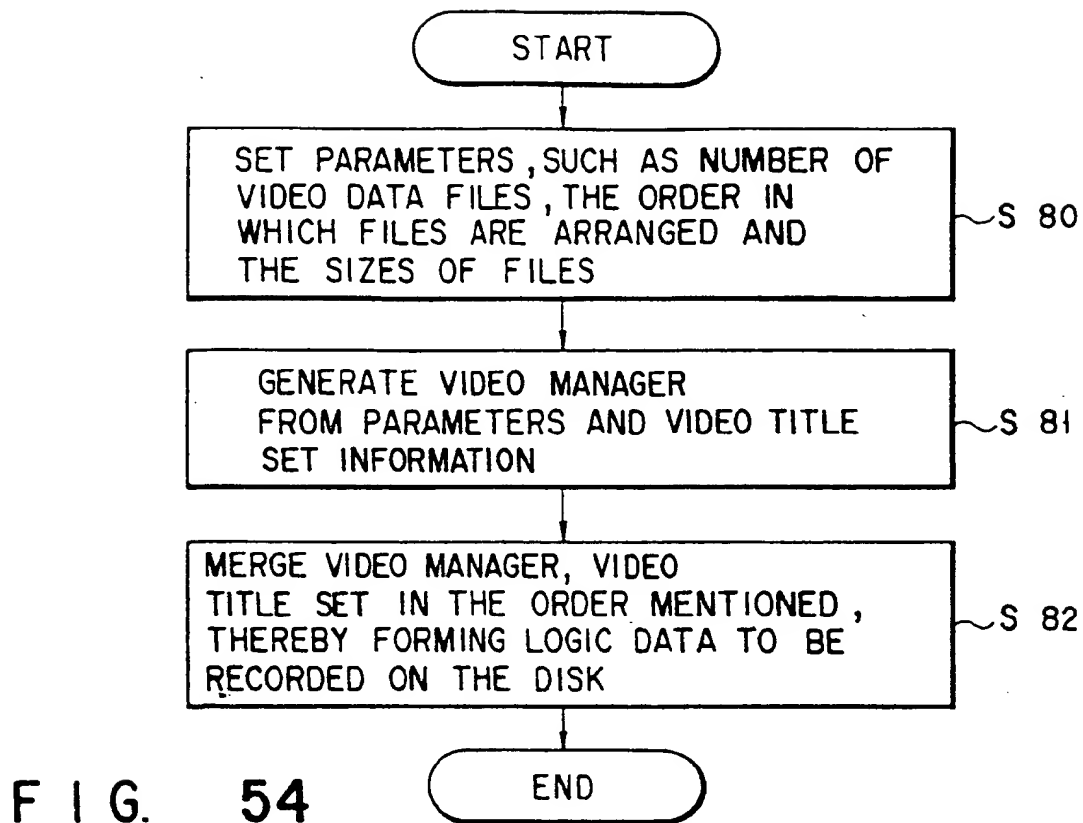 START
SET PARAMETERS, SUCH AS NUMBER OF
VIDEO DATA FILES, THE ORDER IN
WHICH FILES ARE ARRANGED AND
THE SIZES OF FILES
S 80
GENERATE VIDEO MANAGER
FROM PARAMETERS AND VIDEO TITLE
SET INFORMATION
S 81
MERGE VIDEO MANAGER, VIDEO
TITLE SET IN THE ORDER MENTIONED,
THEREBY FORMING LOGIC DATA TO BE
RECORDED ON THE DISK
S 82
END
FIG. 54